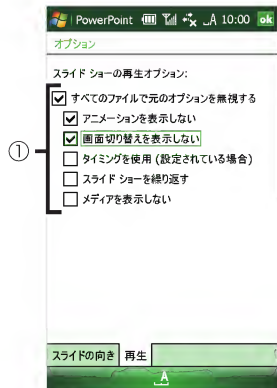 PowerPoint A 10:00 ok
オプション
スライド ショーの再生オプション:
すべてのファイルで元のオプションを無視する
アニメーションを表示しない
画面切り替えを表示しない
①
タイミングを使用 (設定されている場合)
スライド ショーを繰り返す
メディアを表示しない
スライドの向き 再生
A